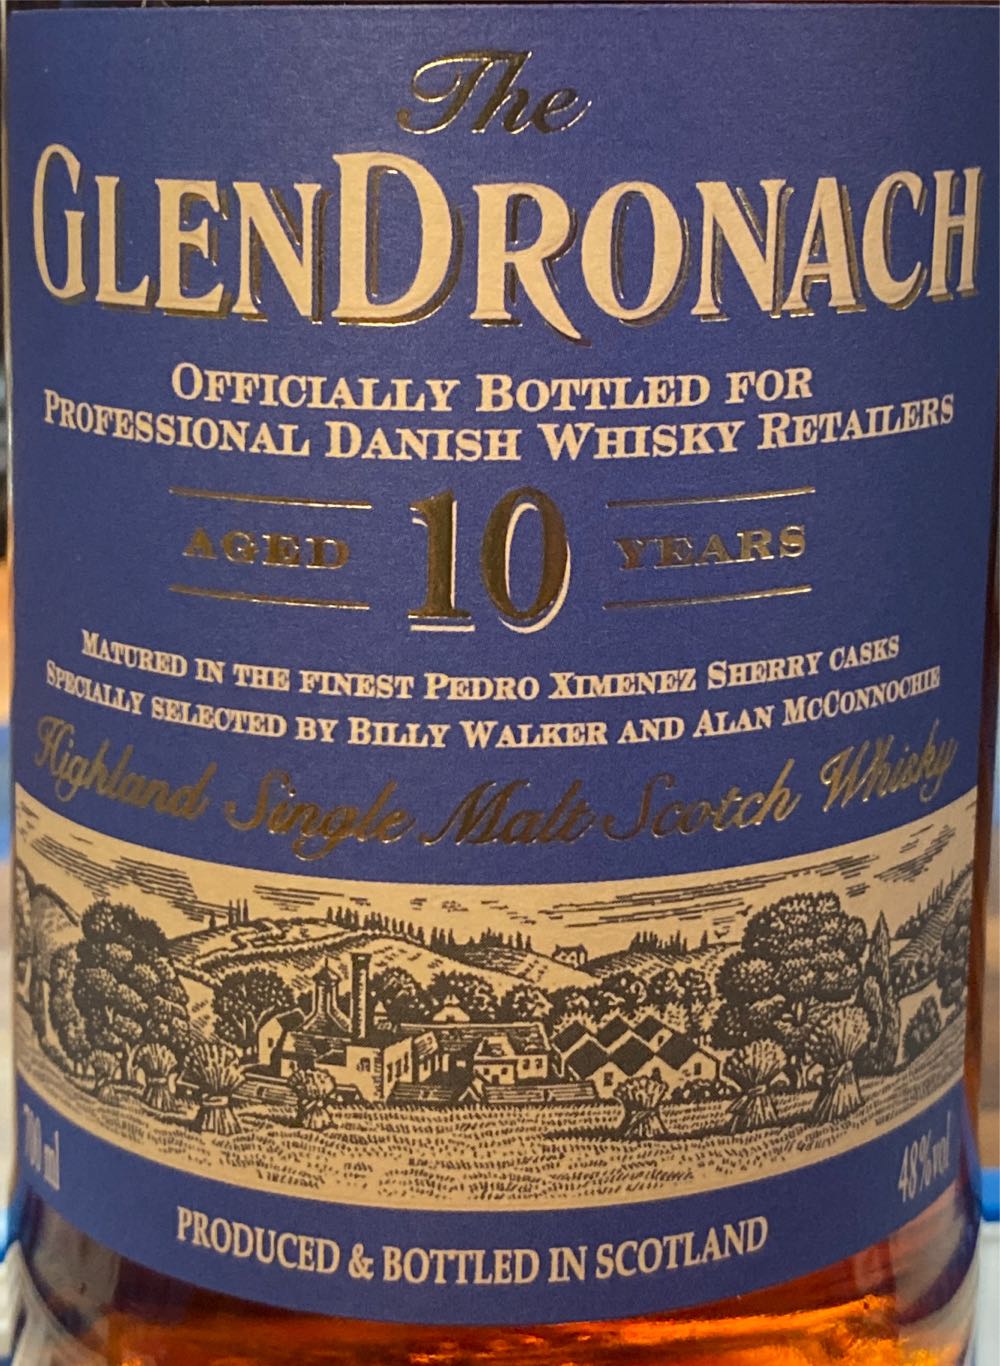 The
GLENDRONACH
OFFICIALLY BOTTLED FOR
PROFESSIONAL DANISH WHISKY RETAILERS
AGED 10 YEARS
MATURED IN THE FINEST PEDRO XIMENEZ SHERRY CASKS
SPECIALLY SELECTED BY BILLY WALKER AND ALAN MCCONNOCHIE
Highland Single Malt Scotch Whisky
700 ml
48%vol
PRODUCED & BOTTLED IN SCOTLAND